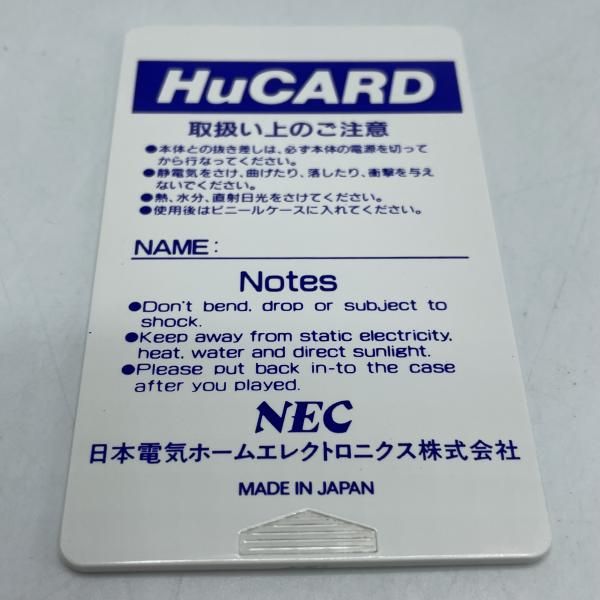 HuCARD
取扱い上のご注意
●本体との抜き差しは、必ず本体の電源を切って
から行なってください。
●静電気をさけ、曲げたり、落したり、衝撃を与え
ないでください。
●熱、水分、直射日光をさけてください。
●使用後はビニールケースに入れてください。
NAME:
Notes
●Don't bend, drop or subject to
shock.
●Keep away from static electricity,
heat, water and direct sunlight.
●Please put back in-to the case
after you played.
NEC
日本電気ホームエレクトロニクス株式会社
MADE IN JAPAN